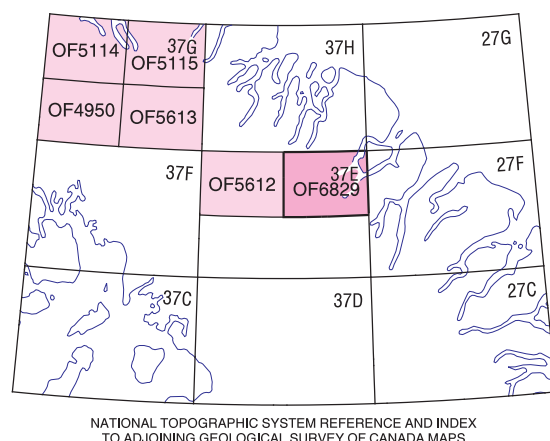 OF5114
37G
OF5115
37H
27G
OF4950
OF5613
37F
OF5612
37E
OF6829
27F
37C
37D
27C
NATIONAL TOPOGRAPHIC SYSTEM REFERENCE AND INDEX
TO ADJOINING GEOLOGICAL SURVEY OF CANADA MAPS